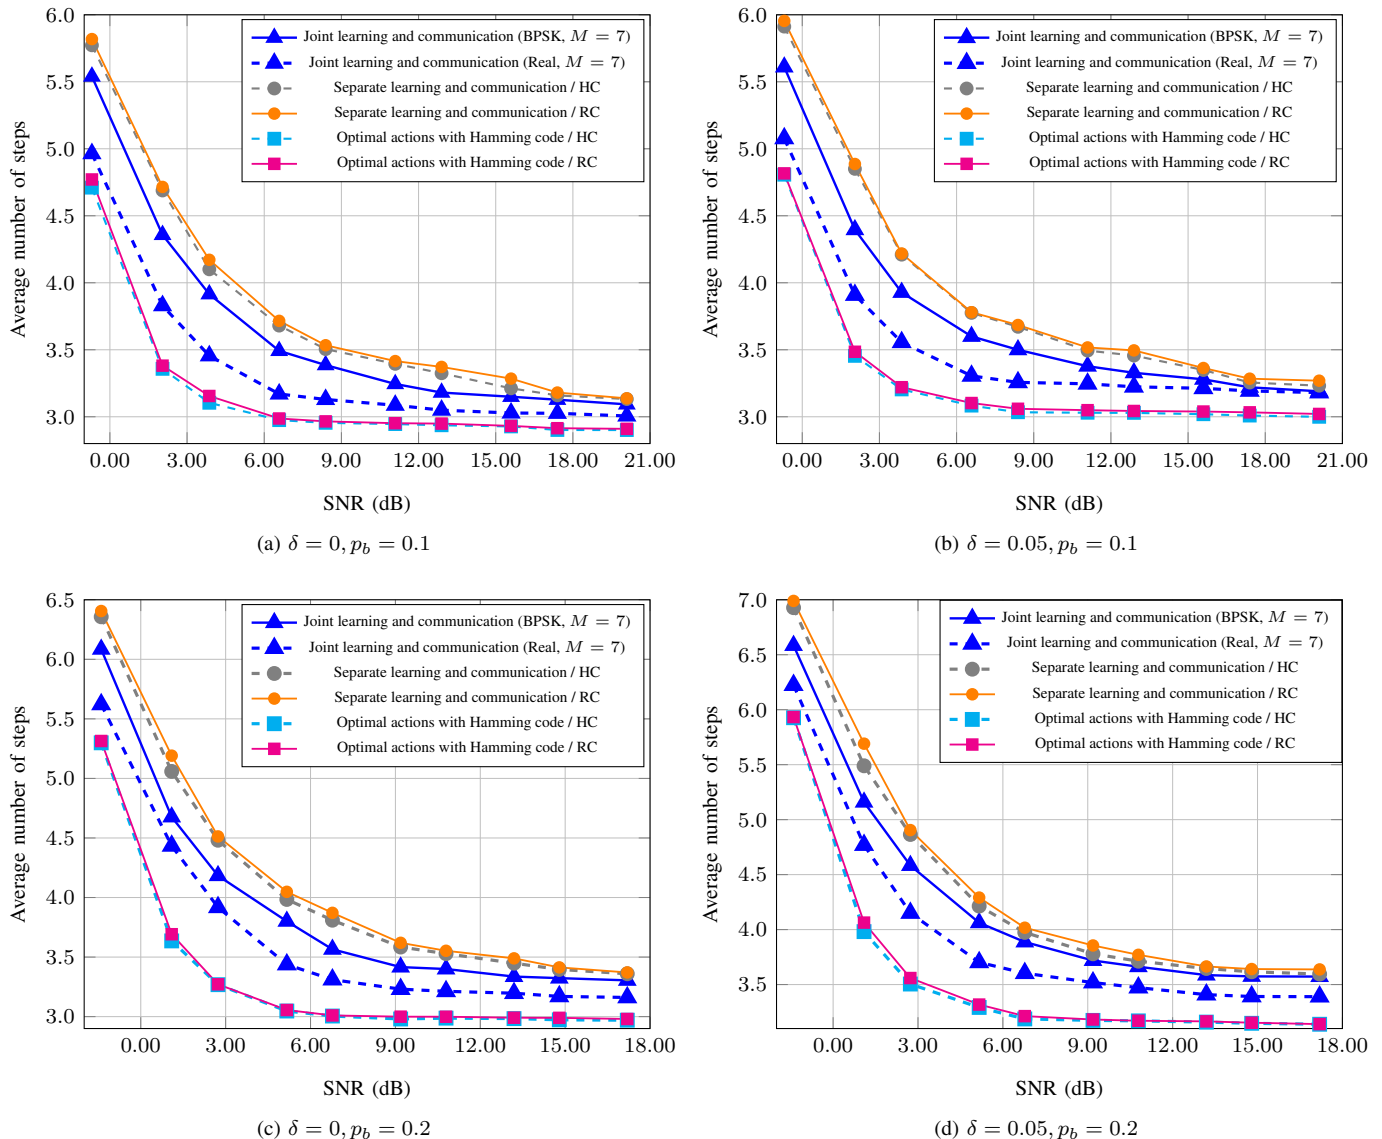 6.0
5.5
5.0
4.5
4.0
3.5
3.0
Average number of steps
Joint learning and communication (BPSK, M = 7)
Joint learning and communication (Real, M = 7)
Separate learning and communication / HC
Separate learning and communication / RC
Optimal actions with Hamming code / HC
Optimal actions with Hamming code / RC
0.00 3.00 6.00 9.00 12.00 15.00 18.00 21.00
SNR (dB)
(a) δ = 0, p_b = 0.1
6.0
5.5
5.0
4.5
4.0
3.5
3.0
Average number of steps
Joint learning and communication (BPSK, M = 7)
Joint learning and communication (Real, M = 7)
Separate learning and communication / HC
Separate learning and communication / RC
Optimal actions with Hamming code / HC
Optimal actions with Hamming code / RC
0.00 3.00 6.00 9.00 12.00 15.00 18.00 21.00
SNR (dB)
(b) δ = 0.05, p_b = 0.1
6.5
6.0
5.5
5.0
4.5
4.0
3.5
3.0
Average number of steps
Joint learning and communication (BPSK, M = 7)
Joint learning and communication (Real, M = 7)
Separate learning and communication / HC
Separate learning and communication / RC
Optimal actions with Hamming code / HC
Optimal actions with Hamming code / RC
0.00 3.00 6.00 9.00 12.00 15.00 18.00
SNR (dB)
(c) δ = 0, p_b = 0.2
7.0
6.5
6.0
5.5
5.0
4.5
4.0
3.5
Average number of steps
Joint learning and communication (BPSK, M = 7)
Joint learning and communication (Real, M = 7)
Separate learning and communication / HC
Separate learning and communication / RC
Optimal actions with Hamming code / HC
Optimal actions with Hamming code / RC
0.00 3.00 6.00 9.00 12.00 15.00 18.00
SNR (dB)
(d) δ = 0.05, p_b = 0.2